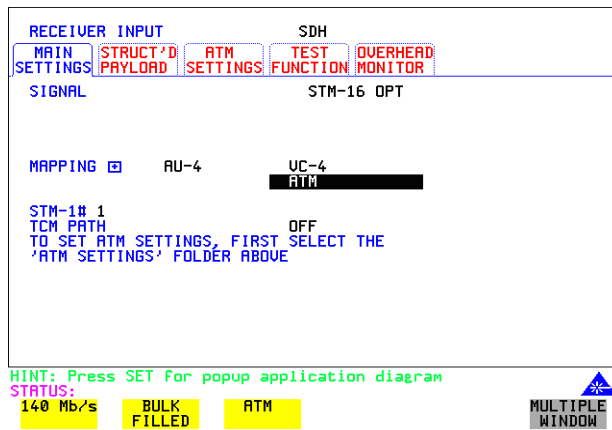 RECEIVER INPUT SDH
MAIN SETTINGS STRUCT'D PAYLOAD ATM SETTINGS TEST FUNCTION OVERHEAD MONITOR
SIGNAL STM-16 OPT
MAPPING + AU-4 VC-4
ATM
STM-1# 1
TCM PATH OFF
TO SET ATM SETTINGS, FIRST SELECT THE
'ATM SETTINGS' FOLDER ABOVE
HINT: Press SET for popup application diagram
STATUS:
140 Mb/s BULK FILLED ATM MULTIPLE WINDOW